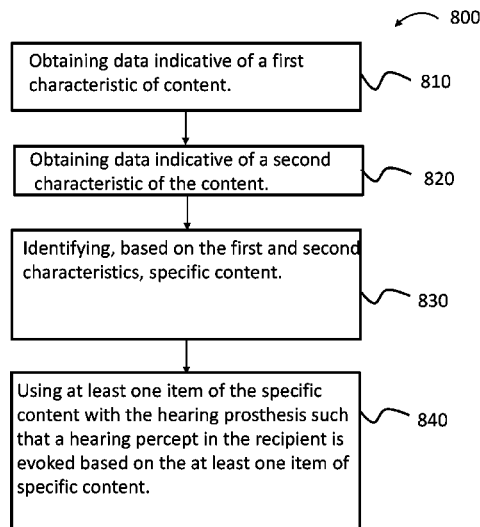 800
Obtaining data indicative of a first
characteristic of content.
810
Obtaining data indicative of a second
characteristic of the content.
820
Identifying, based on the first and second
characteristics, specific content.
830
Using at least one item of the specific
content with the hearing prosthesis such
that a hearing percept in the recipient is
evoked based on the at least one item of
specific content.
840